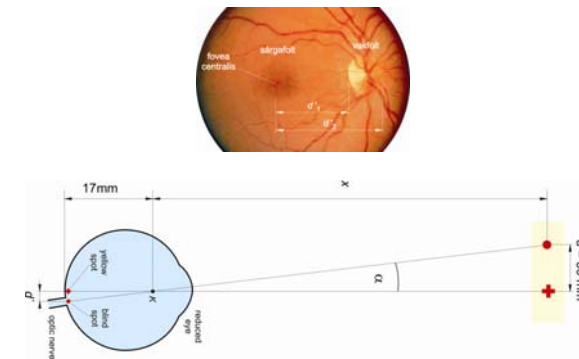 sárgafolt
vakfolt
fovea
centralis
d'₁
d'₂
17mm
x
yellow
spot
K
α
d'
blind
spot
optic nerve
reduced
eye